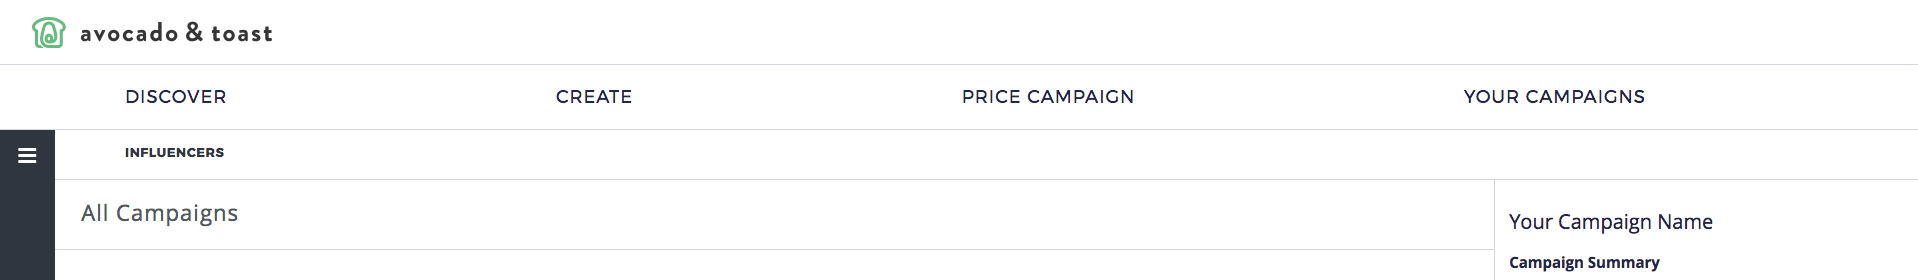 avocado & toast
DISCOVER CREATE PRICE CAMPAIGN YOUR CAMPAIGNS
INFLUENCERS
All Campaigns
Your Campaign Name
Campaign Summary